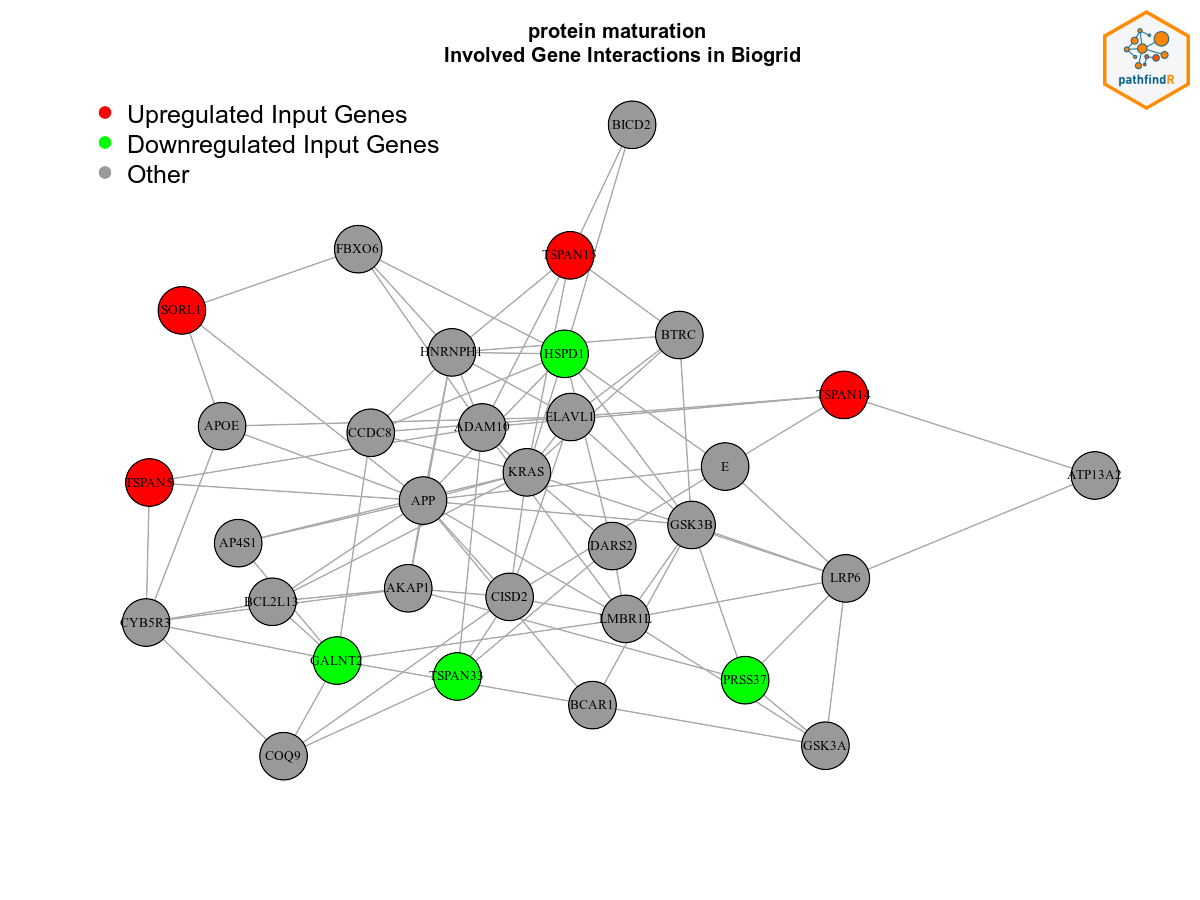 protein maturation
Involved Gene Interactions in Biogrid
pathfindR
Upregulated Input Genes
Downregulated Input Genes
Other
BICD2
FBXO6
TSPAN15
SORL1
BTRC
HNRNPH1
HSPD1
TSPAN14
APOE
CCDC8
ADAM10
ELAVL1
E
KRAS
ATP13A2
TSPAN5
APP
GSK3B
AP4S1
DARS2
LRP6
AKAP1
CISD2
BCL2L13
CYB5R3
LMBR1L
GALNT2
TSPAN33
PRSS37
BCAR1
GSK3A
COQ9